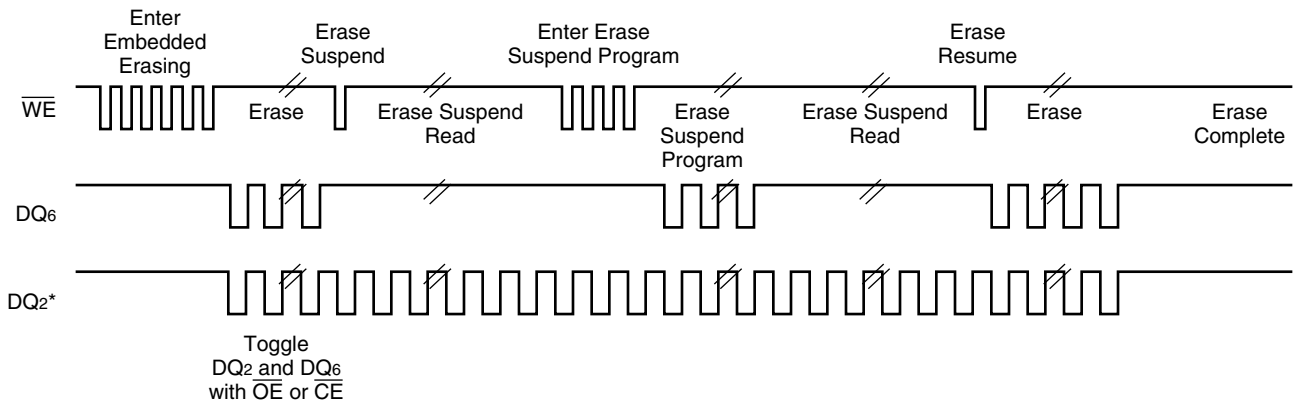 Enter
Embedded
Erasing
Erase
Suspend
Enter Erase
Suspend Program
Erase
Resume
WE
Erase
Erase Suspend
Read
Erase
Suspend
Program
Erase Suspend
Read
Erase
Erase
Complete
DQ6
DQ2*
Toggle
DQ2 and DQ6
with OE or CE